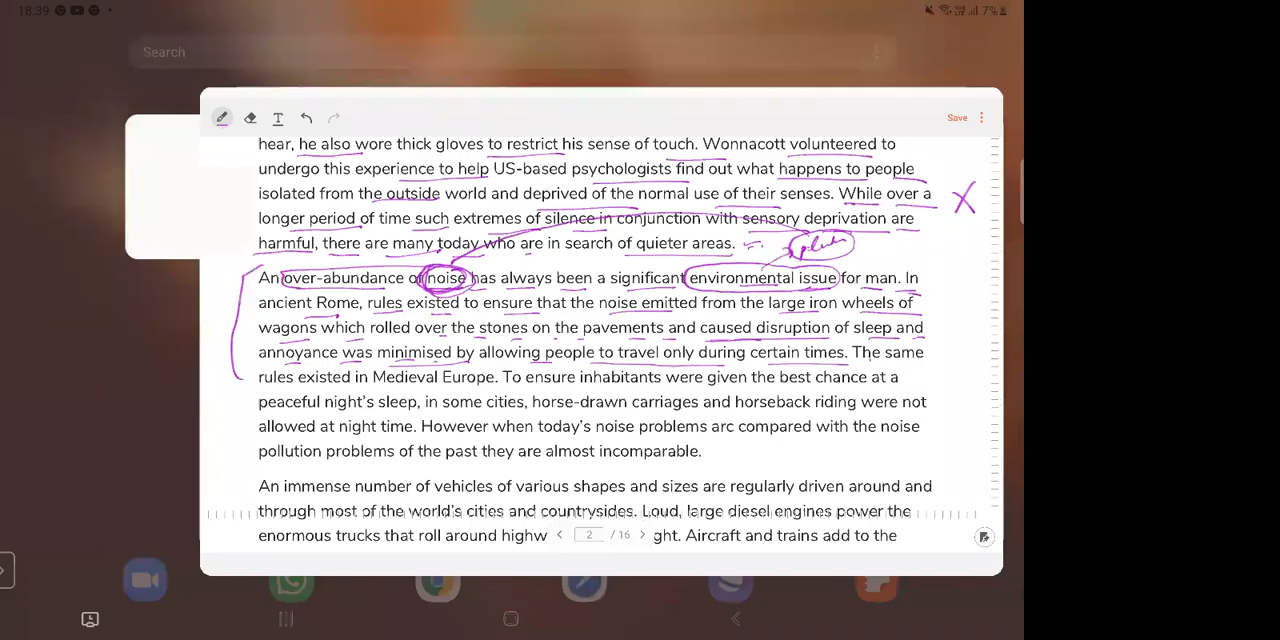 18:39
7%
Search
Save
hear, he also wore thick gloves to restrict his sense of touch. Wonnacott volunteered to
undergo this experience to help US-based psychologists find out what happens to people
isolated from the outside world and deprived of the normal use of their senses. While over a
longer period of time such extremes of silence in conjunction with sensory deprivation are
harmful, there are many today who are in search of quieter areas.
An over-abundance of noise has always been a significant environmental issue for man. In
ancient Rome, rules existed to ensure that the noise emitted from the large iron wheels of
wagons which rolled over the stones on the pavements and caused disruption of sleep and
annoyance was minimised by allowing people to travel only during certain times. The same
rules existed in Medieval Europe. To ensure inhabitants were given the best chance at a
peaceful night's sleep, in some cities, horse-drawn carriages and horseback riding were not
allowed at night time. However when today's noise problems arc compared with the noise
pollution problems of the past they are almost incomparable.
An immense number of vehicles of various shapes and sizes are regularly driven around and
through most of the world's cities and countrysides. Loud, large diesel engines power the
enormous trucks that roll around highw < 2 / 16 > ght. Aircraft and trains add to the